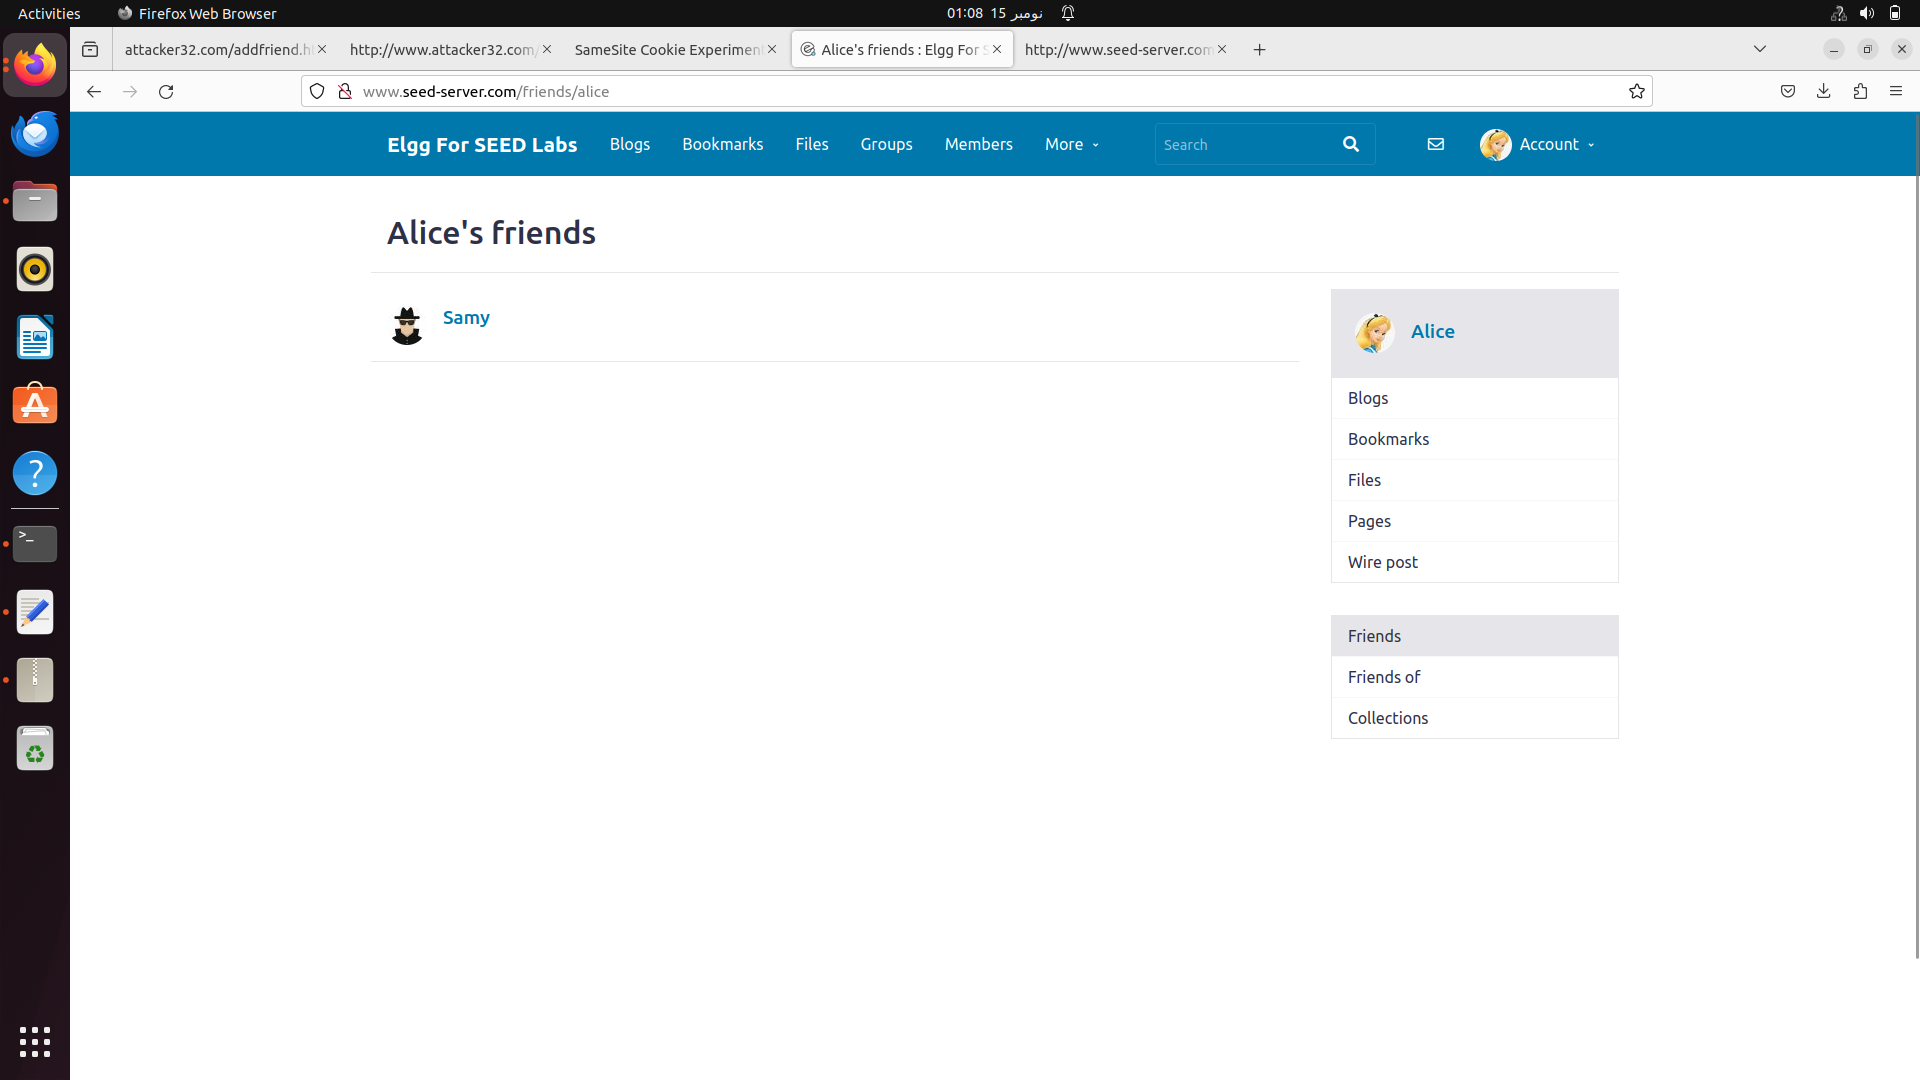 Activities
Firefox Web Browser
01:08 15 نومبر
attacker32.com/addfriend.h
http://www.attacker32.com/
SameSite Cookie Experiment
Alice's friends : Elgg For S
http://www.seed-server.com
www.seed-server.com/friends/alice
Elgg For SEED Labs
Blogs
Bookmarks
Files
Groups
Members
More
Search
Account
Alice's friends
Samy
Alice
Blogs
Bookmarks
Files
Pages
Wire post
Friends
Friends of
Collections